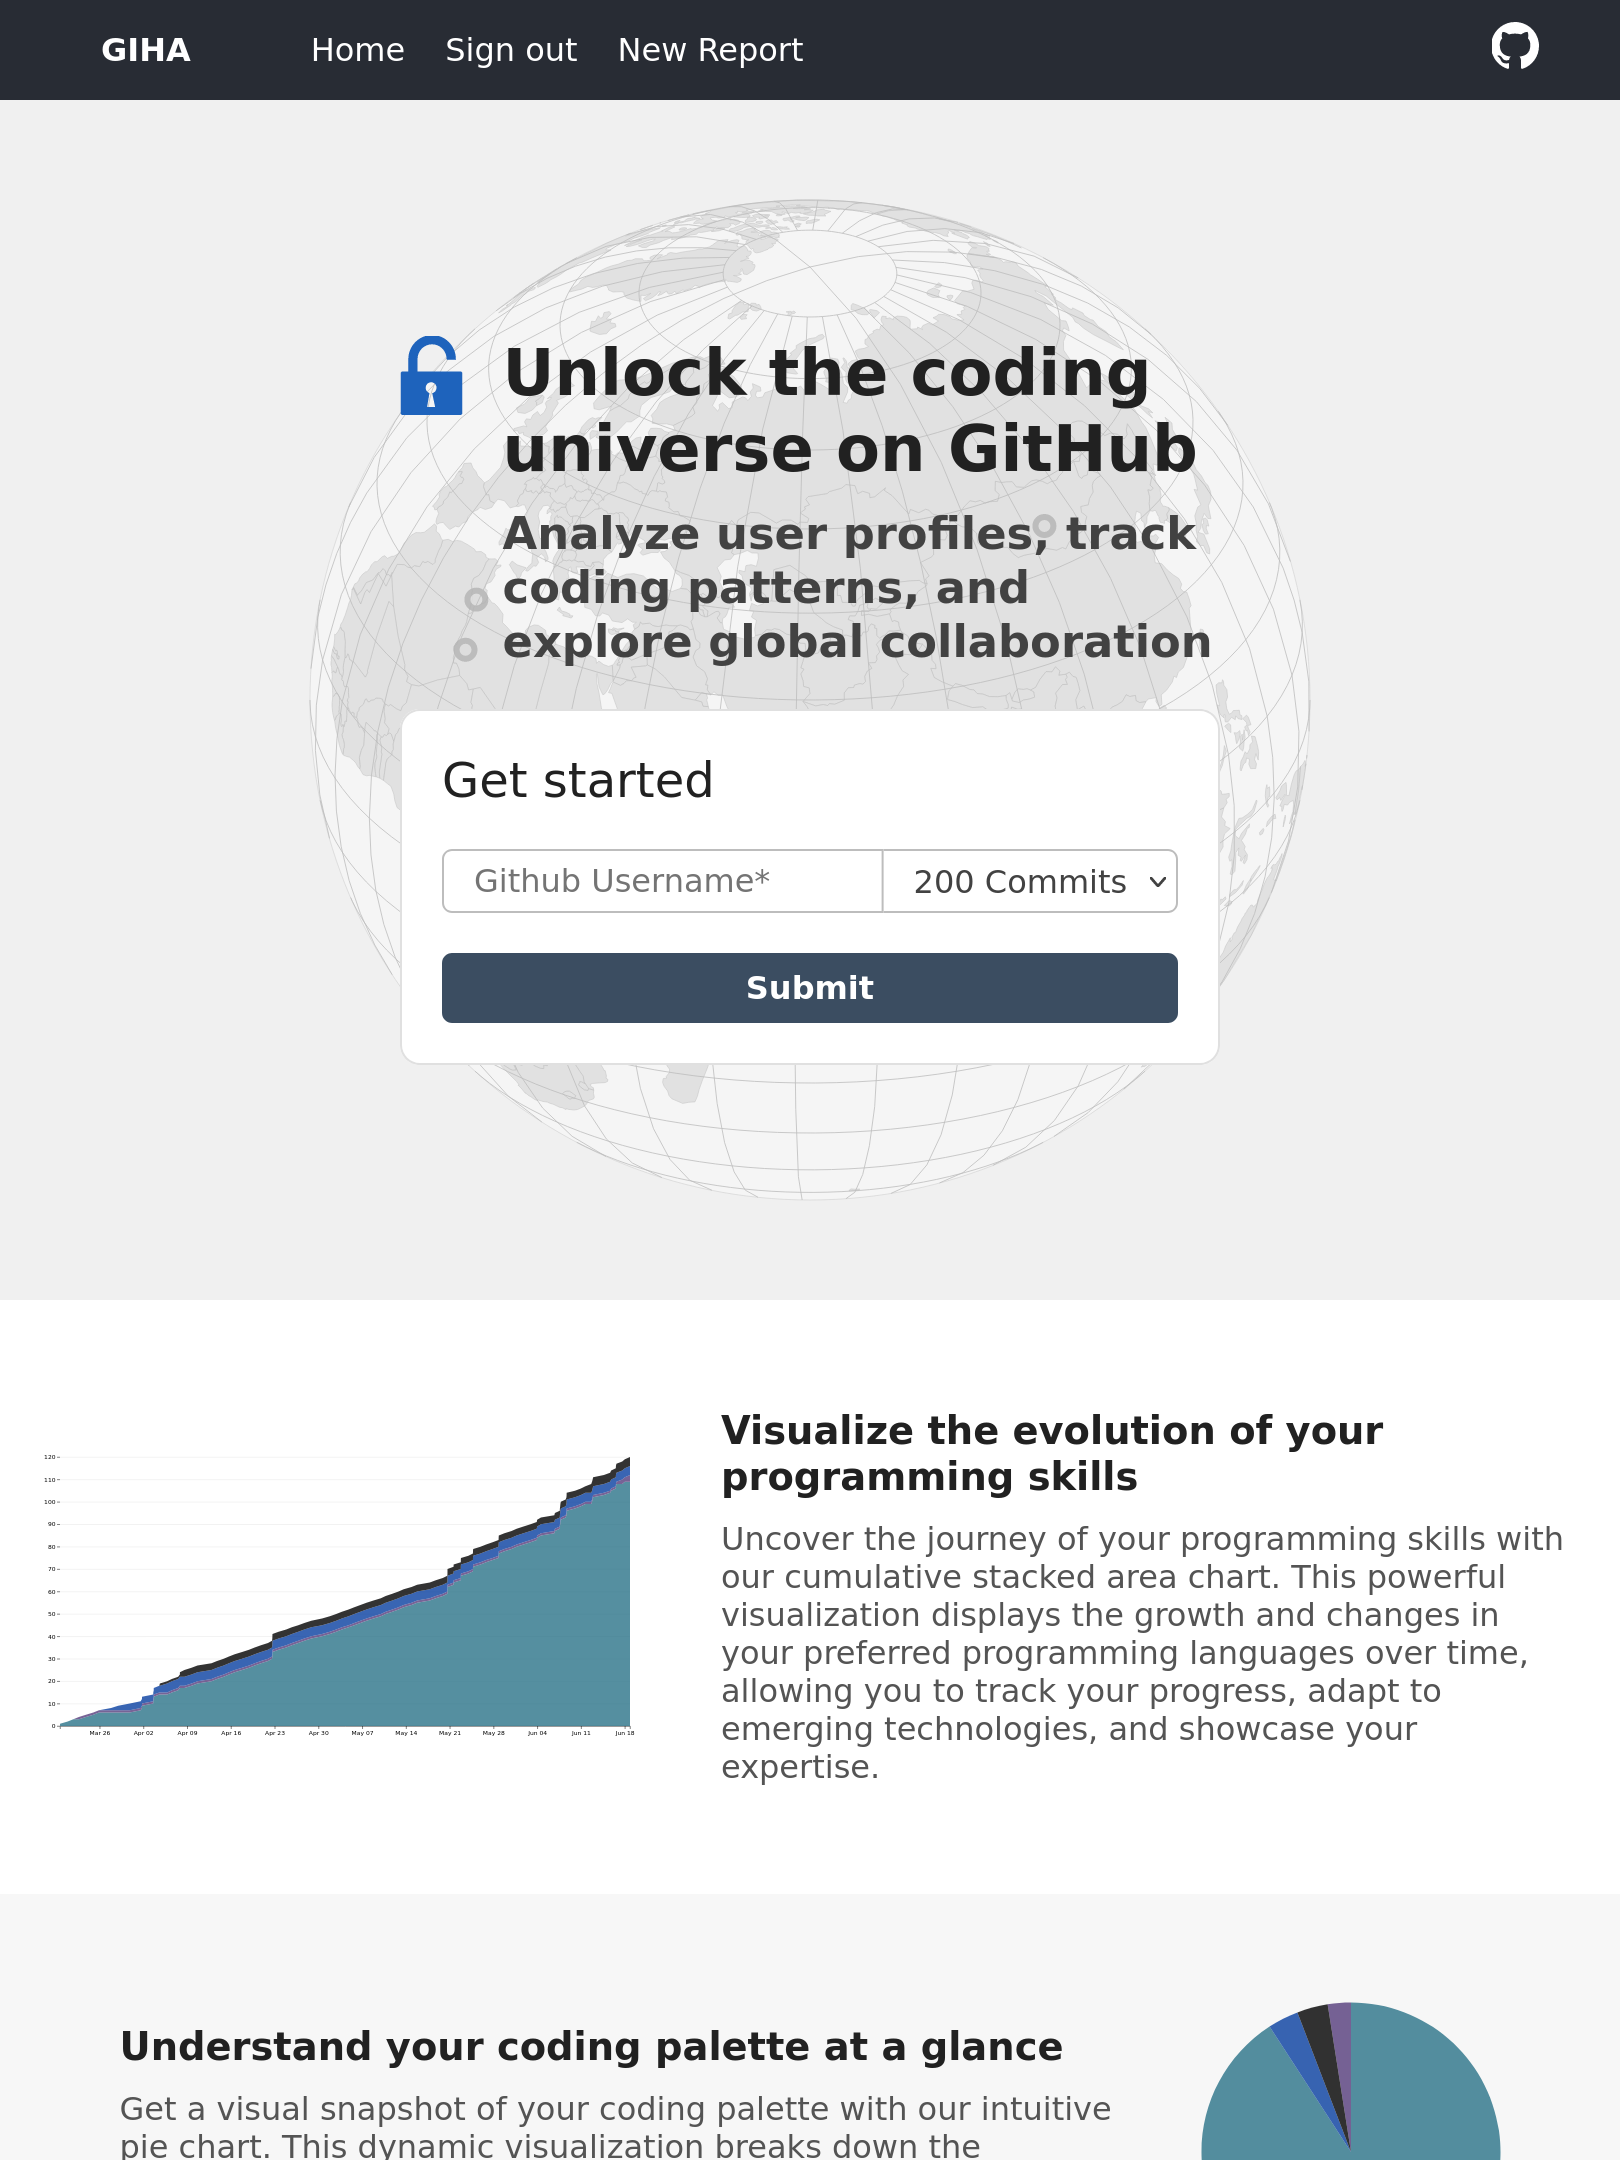 GIHA Home Sign out New Report
Unlock the coding
universe on GitHub
Analyze user profiles, track
coding patterns, and
explore global collaboration
Get started
Github Username* 200 Commits
Submit
Visualize the evolution of your
programming skills
Uncover the journey of your programming skills with
our cumulative stacked area chart. This powerful
visualization displays the growth and changes in
your preferred programming languages over time,
allowing you to track your progress, adapt to
emerging technologies, and showcase your
expertise.
120
110
100
90
80
70
60
50
40
30
20
10
0
Mar 26 Apr 02 Apr 09 Apr 16 Apr 23 Apr 30 May 07 May 14 May 21 May 28 Jun 04 Jun 11 Jun 18
Understand your coding palette at a glance
Get a visual snapshot of your coding palette with our intuitive
pie chart. This dynamic visualization breaks down the